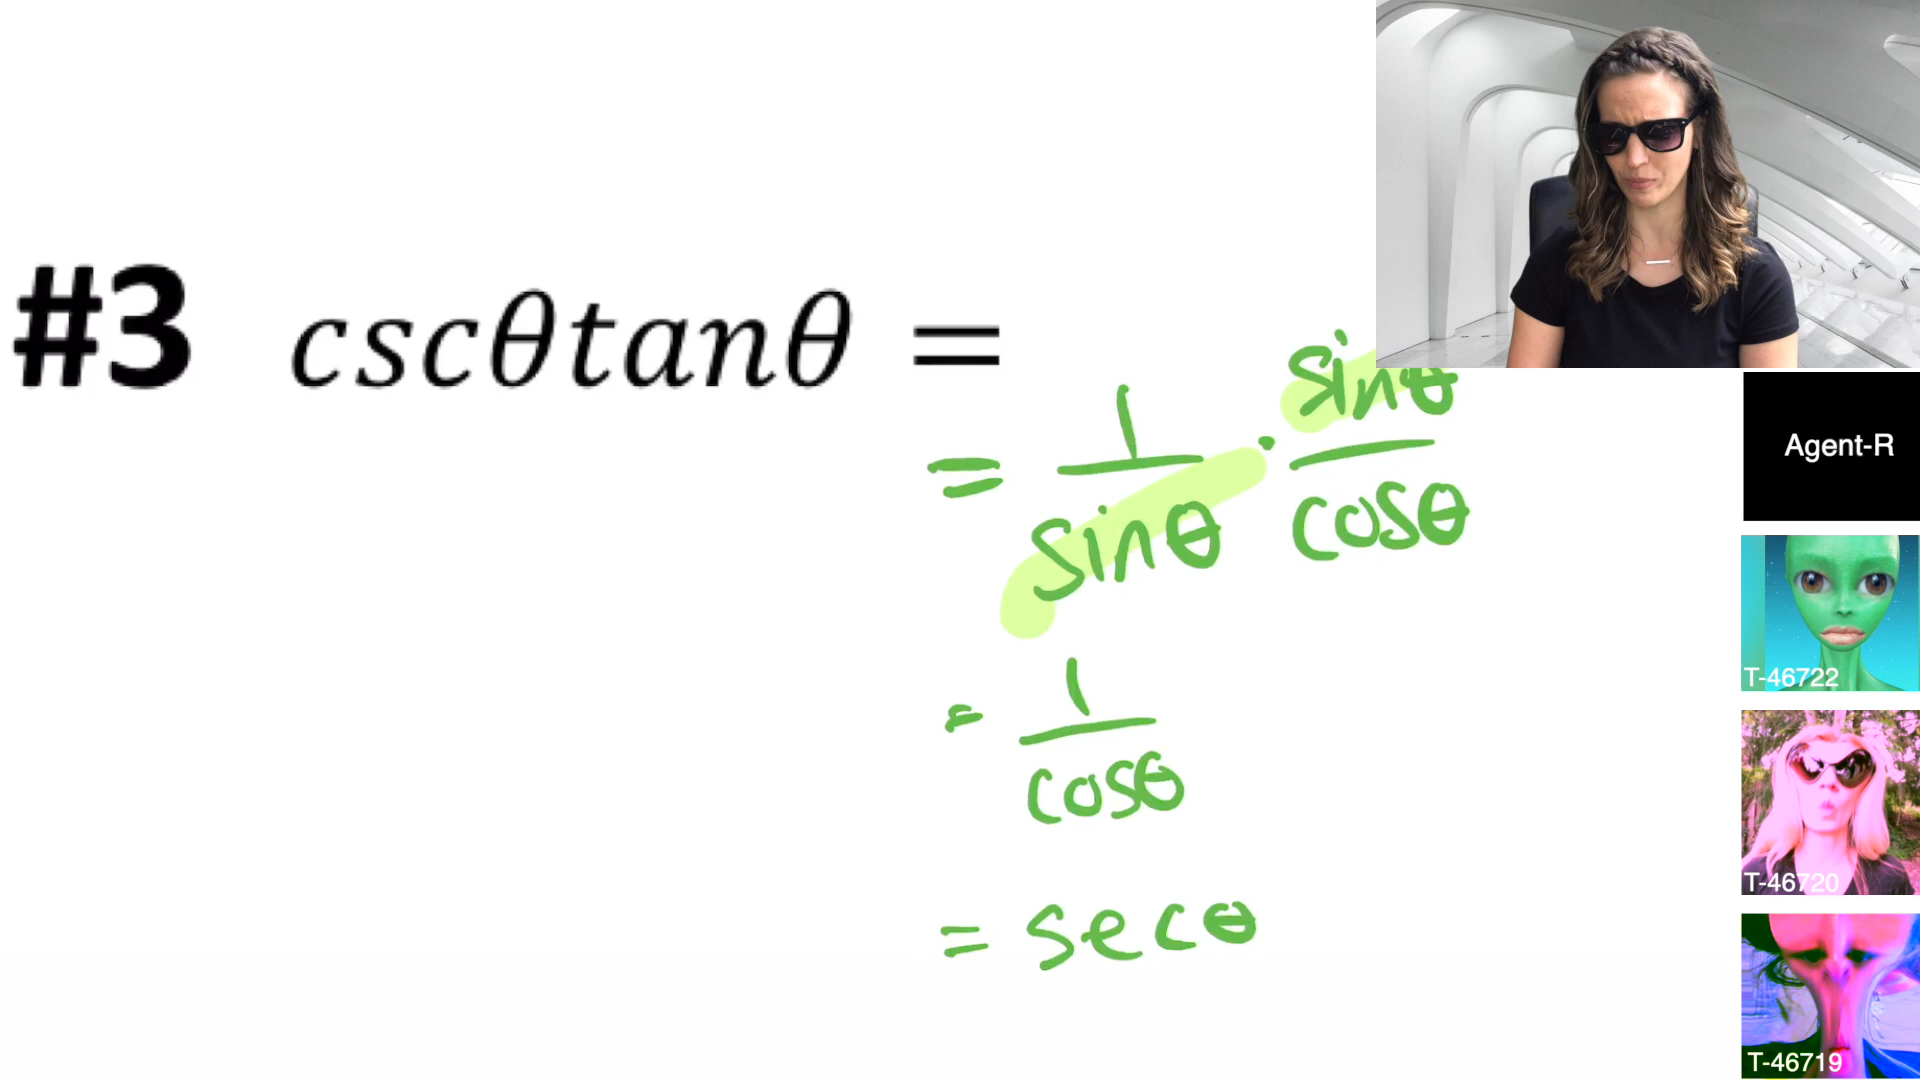 #3 cscθtanθ =
= 1/sinθ · sinθ/cosθ
= 1/cosθ
= secθ
Agent-R
T-46722
T-46720
T-46719